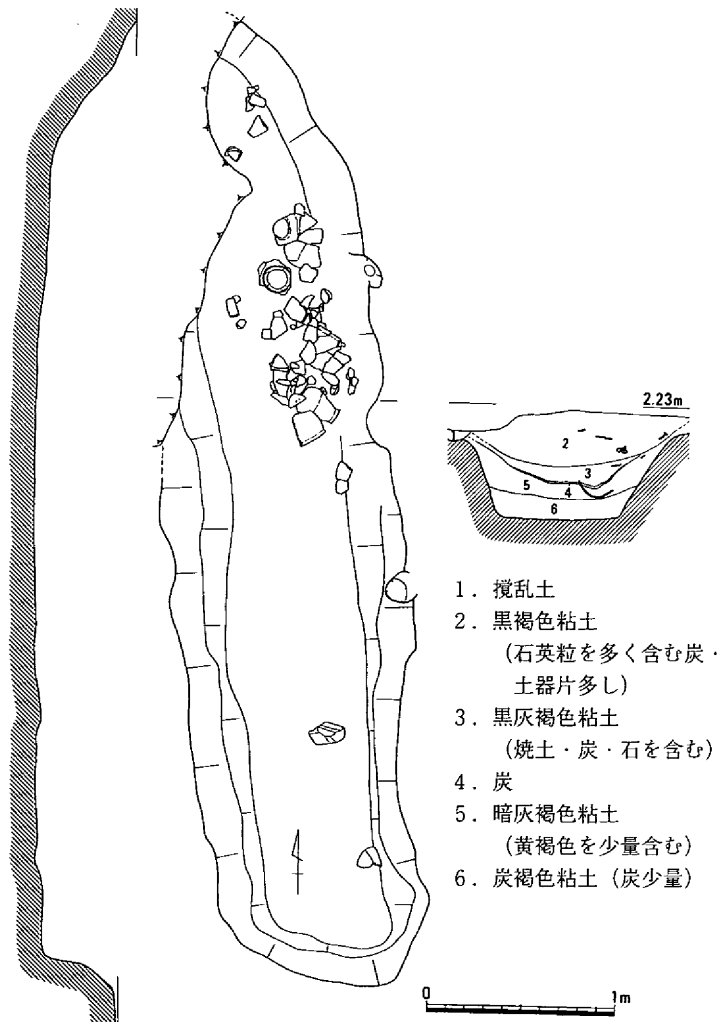 2.23m
2
3
5
4
6
1．撹乱土
2．黒褐色粘土
（石英粒を多く含む炭・
土器片多し）
3．黒灰褐色粘土
（焼土・炭・石を含む）
4．炭
5．暗灰褐色粘土
（黄褐色を少量含む）
6．炭褐色粘土（炭少量）
0 1m